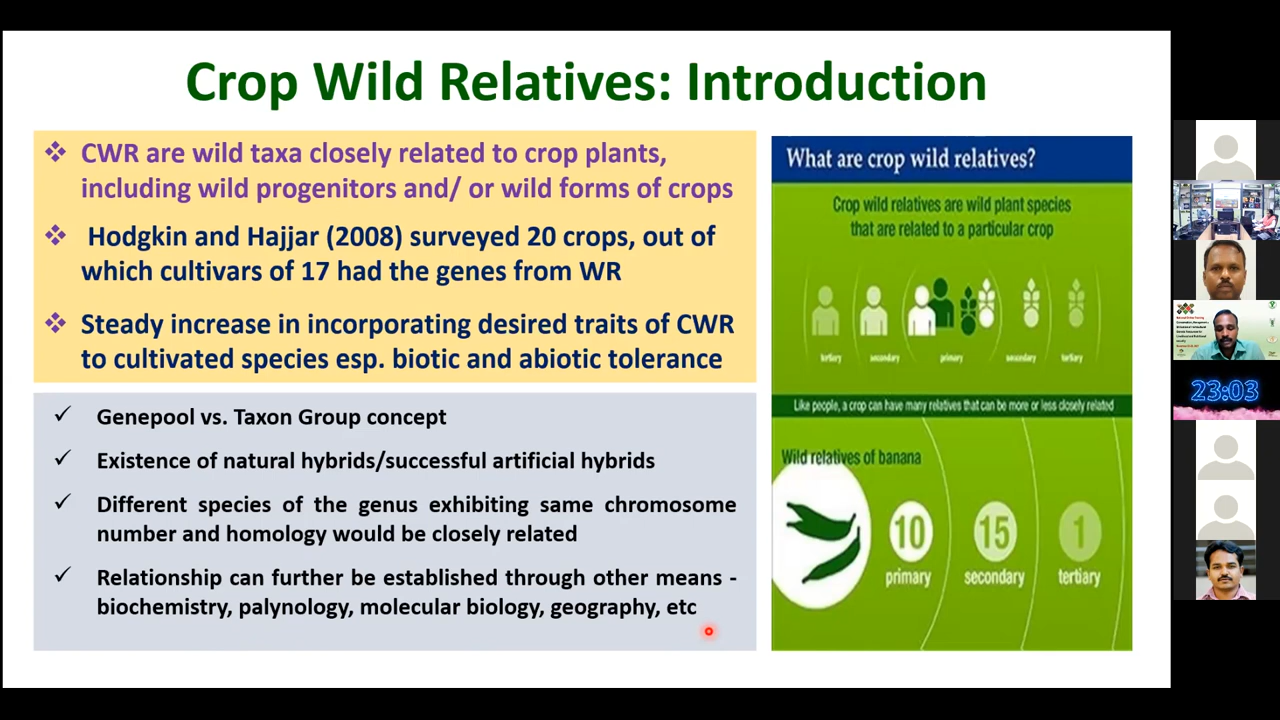 Crop Wild Relatives: Introduction
❖ CWR are wild taxa closely related to crop plants,
including wild progenitors and/ or wild forms of crops
❖ Hodgkin and Hajjar (2008) surveyed 20 crops, out of
which cultivars of 17 had the genes from WR
❖ Steady increase in incorporating desired traits of CWR
to cultivated species esp. biotic and abiotic tolerance
✓ Genepool vs. Taxon Group concept
✓ Existence of natural hybrids/successful artificial hybrids
✓ Different species of the genus exhibiting same chromosome
number and homology would be closely related
✓ Relationship can further be established through other means -
biochemistry, palynology, molecular biology, geography, etc
What are crop wild relatives?
Crop wild relatives are wild plant species
that are related to a particular crop
tertiary secondary primary secondary tertiary
Like people, a crop can have many relatives that can be more or less closely related
Wild relatives of banana
10 15 1
primary secondary tertiary
23:03